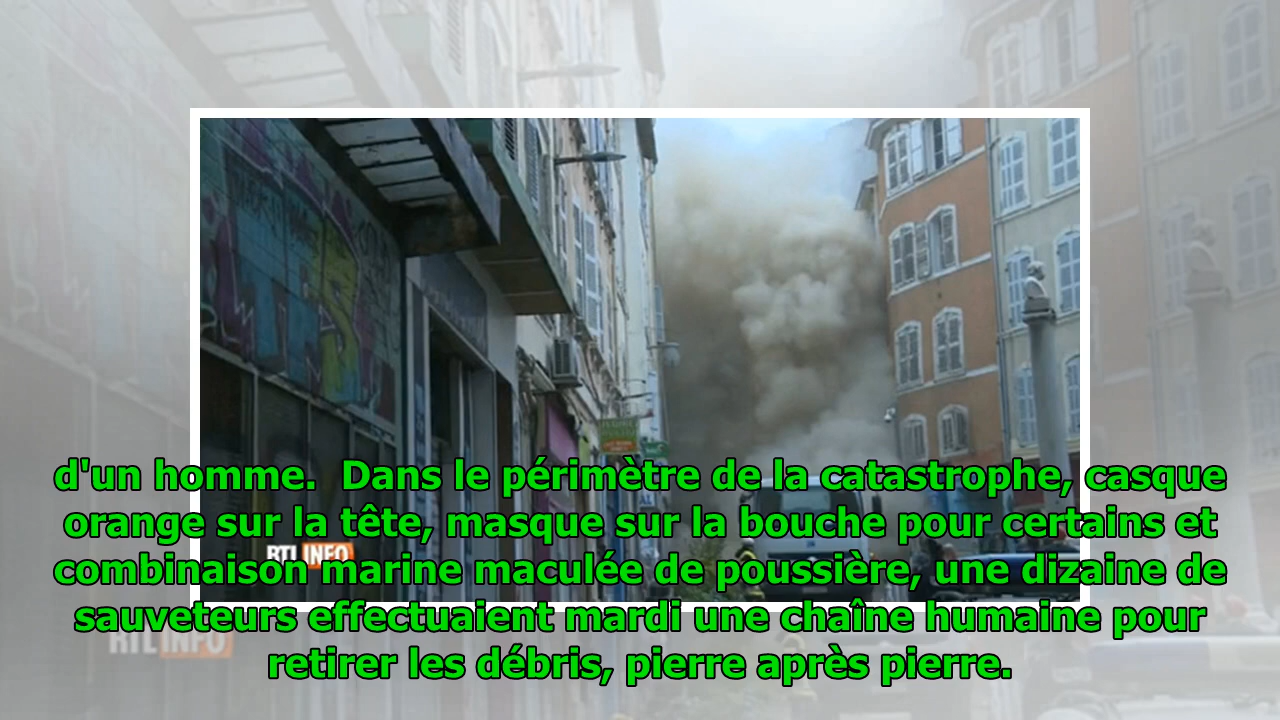 d'un homme.  Dans le périmètre de la catastrophe, casque
orange sur la tête, masque sur la bouche pour certains et
RTL INFO
combinaison marine maculée de poussière, une dizaine de
sauveteurs effectuaient mardi une chaîne humaine pour
RTL INFO
retirer les débris, pierre après pierre.